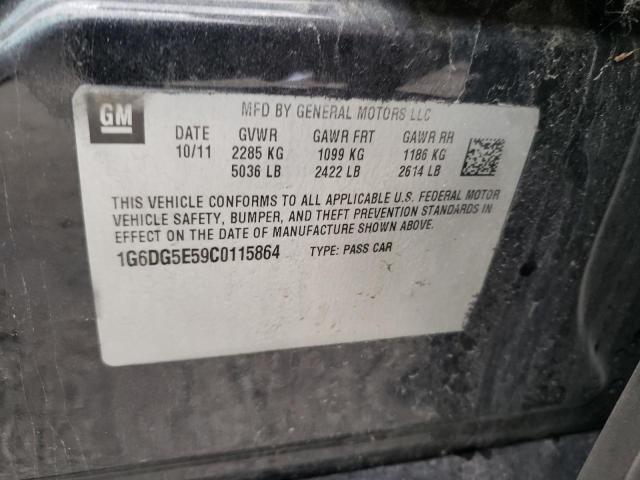 GM
MFD BY GENERAL MOTORS LLC
DATE GVWR GAWR FRT GAWR RR
10/11 2285 KG 1099 KG 1186 KG
5036 LB 2422 LB 2614 LB
THIS VEHICLE CONFORMS TO ALL APPLICABLE U.S. FEDERAL MOTOR
VEHICLE SAFETY, BUMPER, AND THEFT PREVENTION STANDARDS IN
EFFECT ON THE DATE OF MANUFACTURE SHOWN ABOVE.
1G6DG5E59C0115864 TYPE: PASS CAR